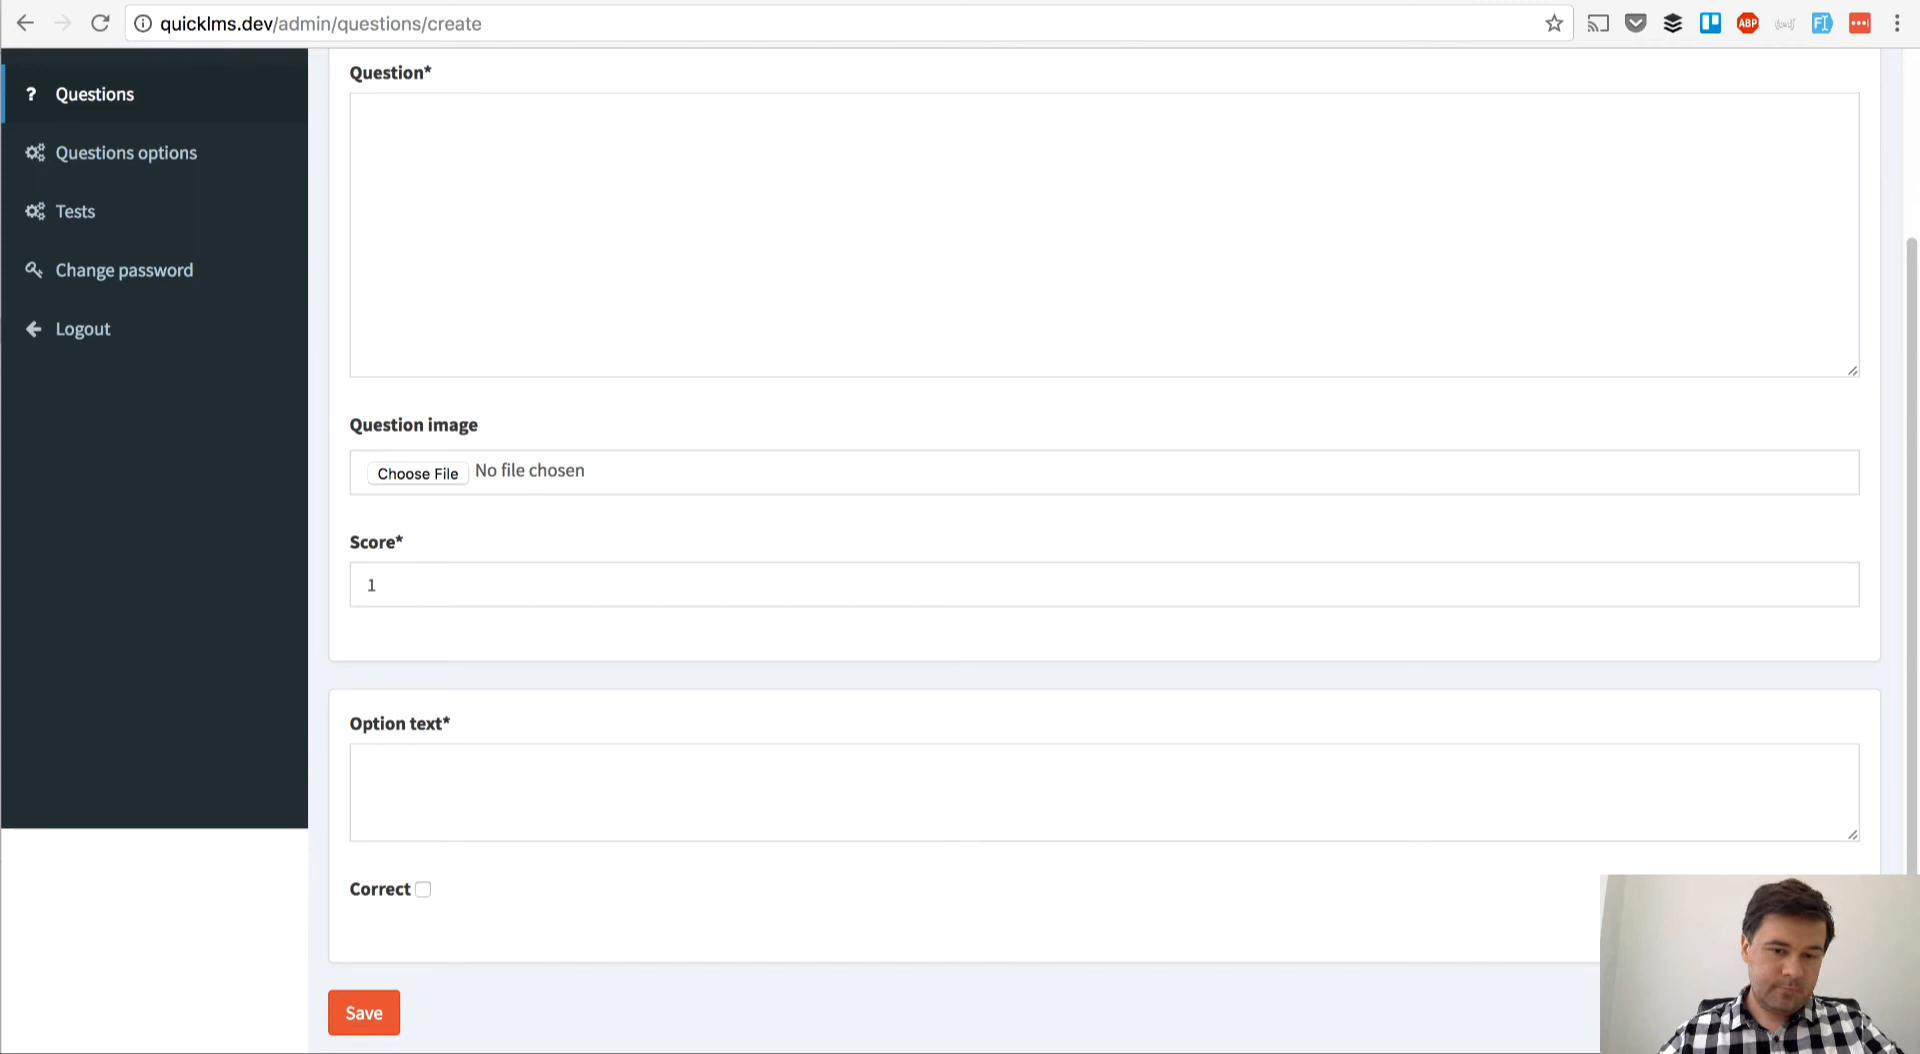 quicklms.dev/admin/questions/create
ABP
Question*
? Questions
Questions options
Tests
Change password
Logout
Question image
Choose File No file chosen
Score*
1
Option text*
Correct
Save